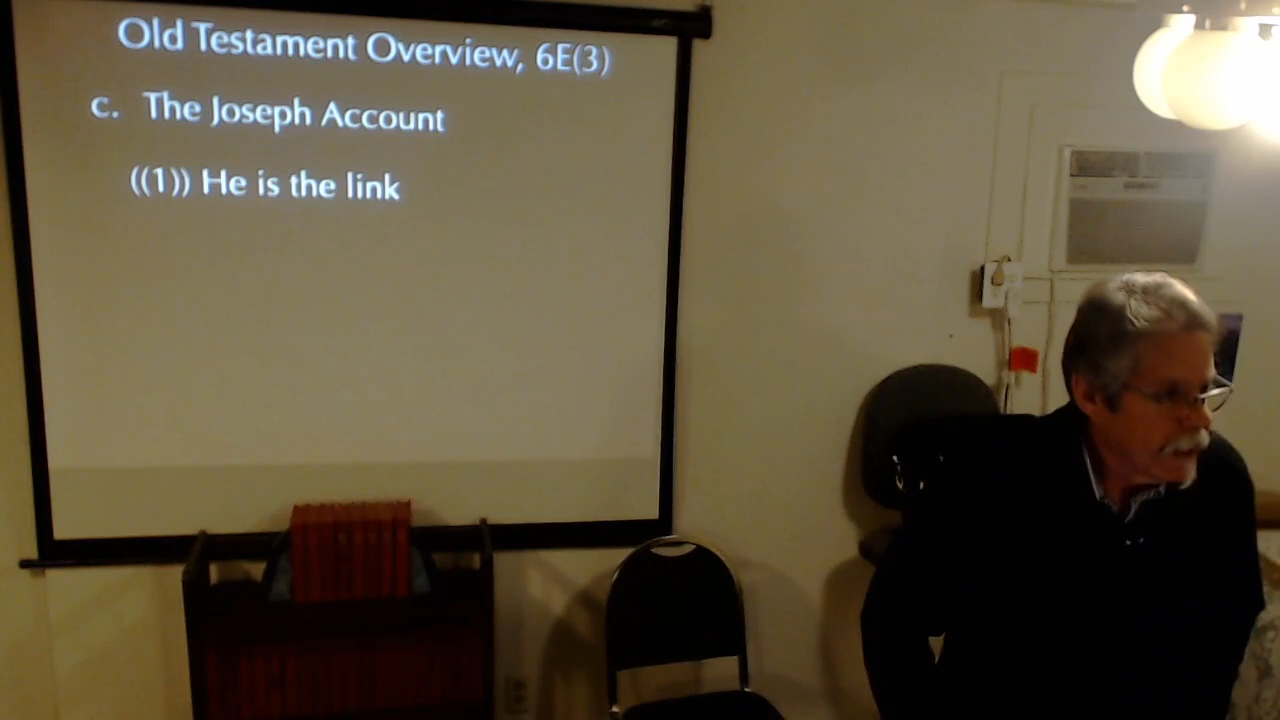 Old Testament Overview, 6E(3)
c. The Joseph Account
((1)) He is the link